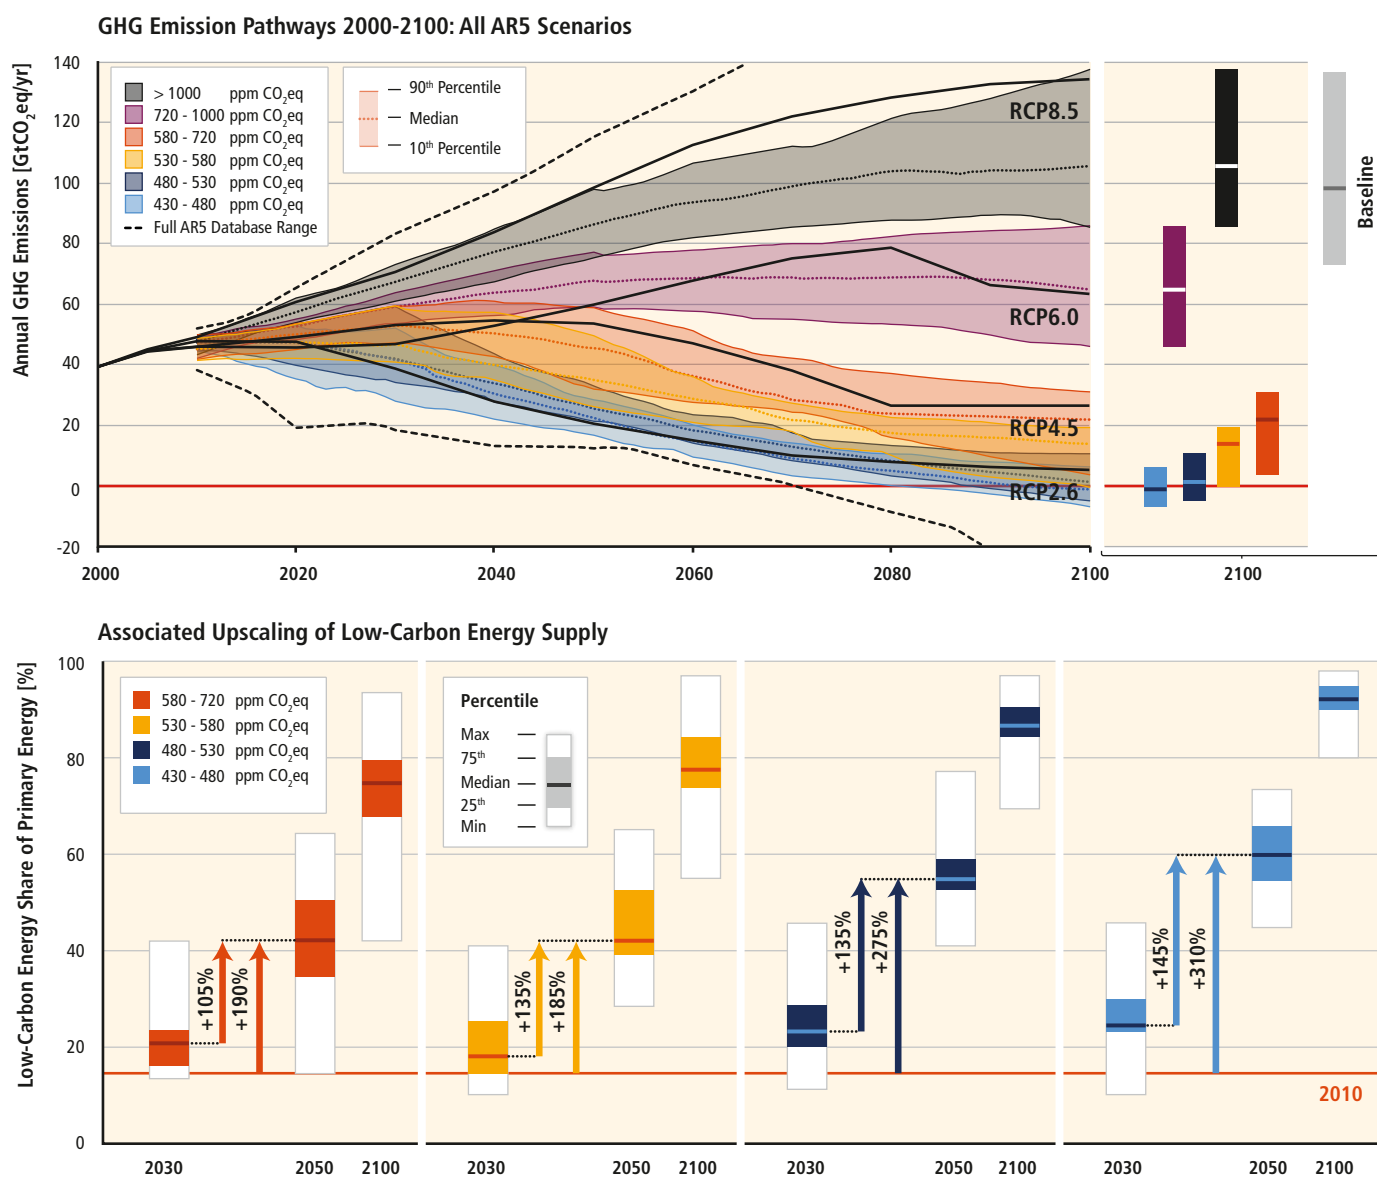 GHG Emission Pathways 2000-2100: All AR5 Scenarios
Annual GHG Emissions [GtCO₂eq/yr]
140
120
100
80
60
40
20
0
-20
> 1000 ppm CO₂eq
720 - 1000 ppm CO₂eq
580 - 720 ppm CO₂eq
530 - 580 ppm CO₂eq
480 - 530 ppm CO₂eq
430 - 480 ppm CO₂eq
Full AR5 Database Range
90th Percentile
Median
10th Percentile
RCP8.5
RCP6.0
RCP4.5
RCP2.6
Baseline
2000 2020 2040 2060 2080 2100 2100
Associated Upscaling of Low-Carbon Energy Supply
Low-Carbon Energy Share of Primary Energy [%]
100
80
60
40
20
0
580 - 720 ppm CO₂eq
530 - 580 ppm CO₂eq
480 - 530 ppm CO₂eq
430 - 480 ppm CO₂eq
Percentile
Max
75th
Median
25th
Min
+105%
+190%
+135%
+185%
+135%
+275%
+145%
+310%
2010
2030 2050 2100 2030 2050 2100 2030 2050 2100 2030 2050 2100